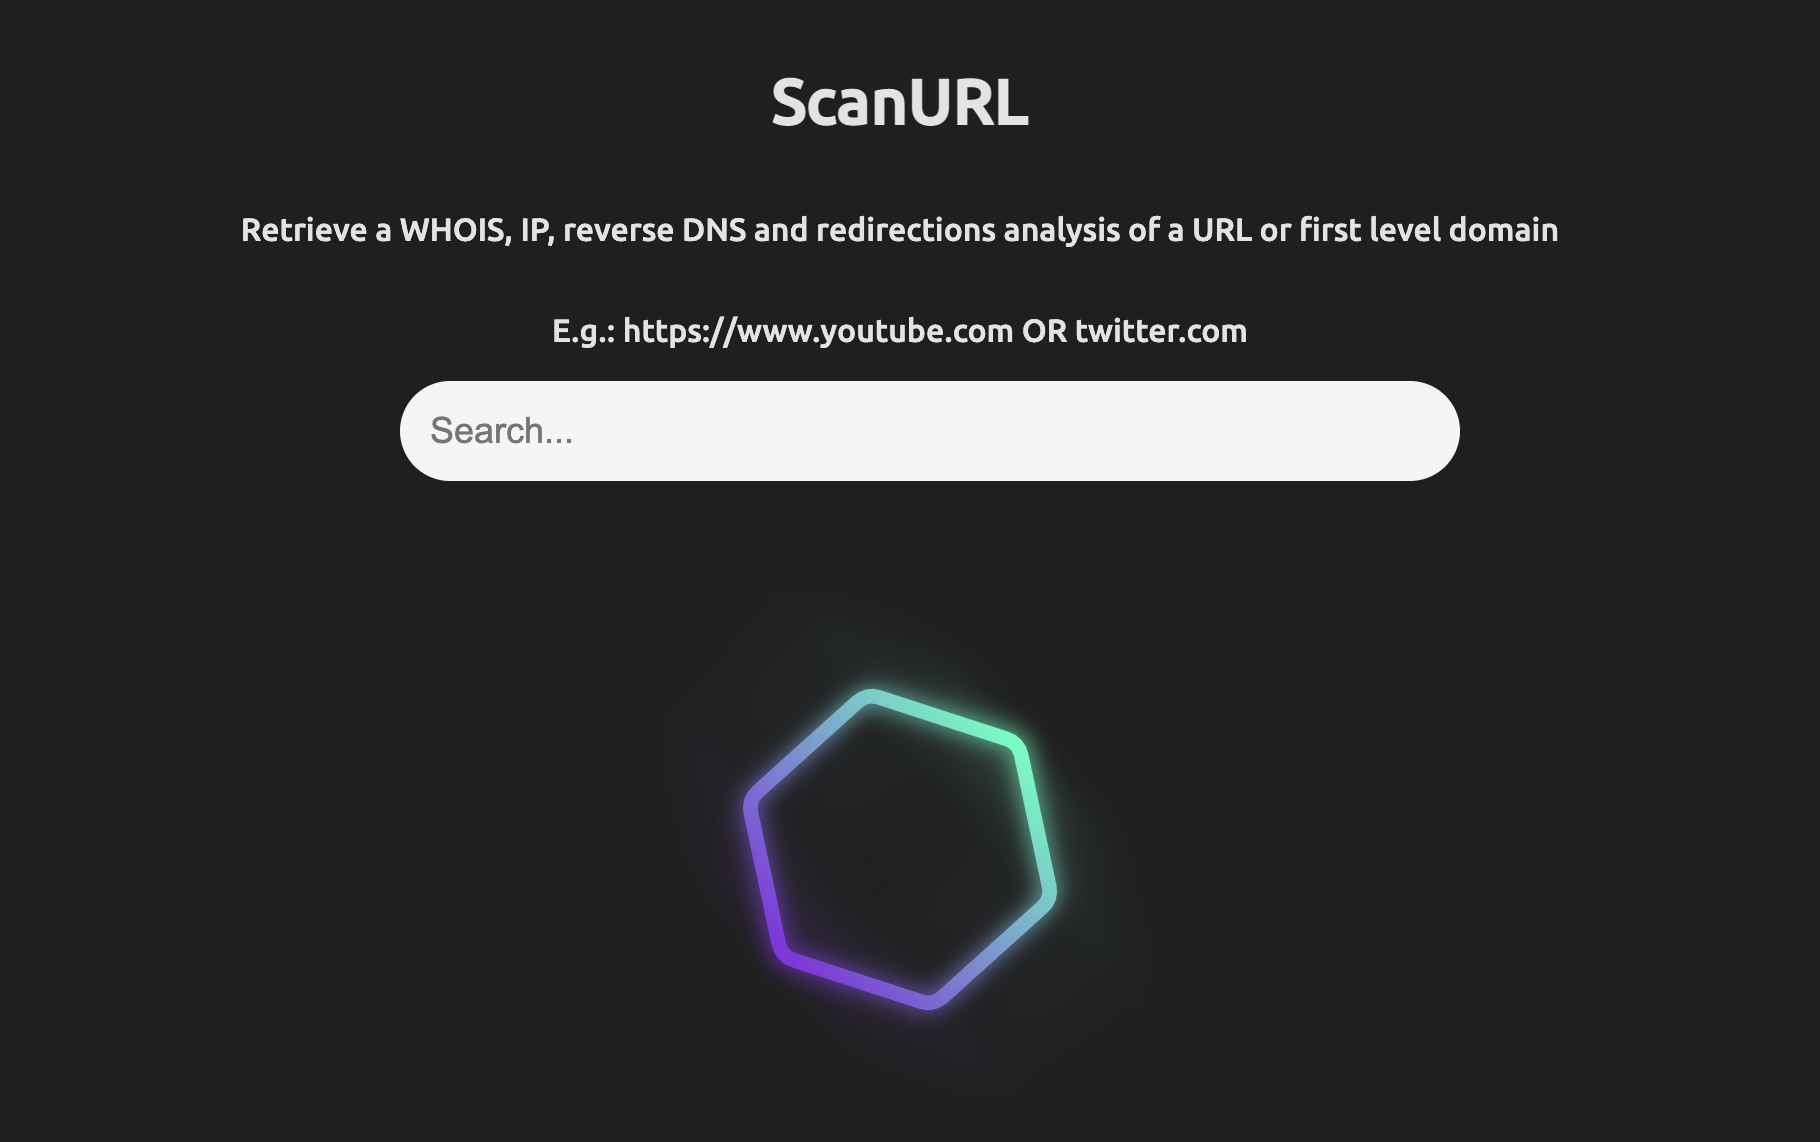 ScanURL
Retrieve a WHOIS, IP, reverse DNS and redirections analysis of a URL or first level domain
E.g.: https://www.youtube.com OR twitter.com
Search...